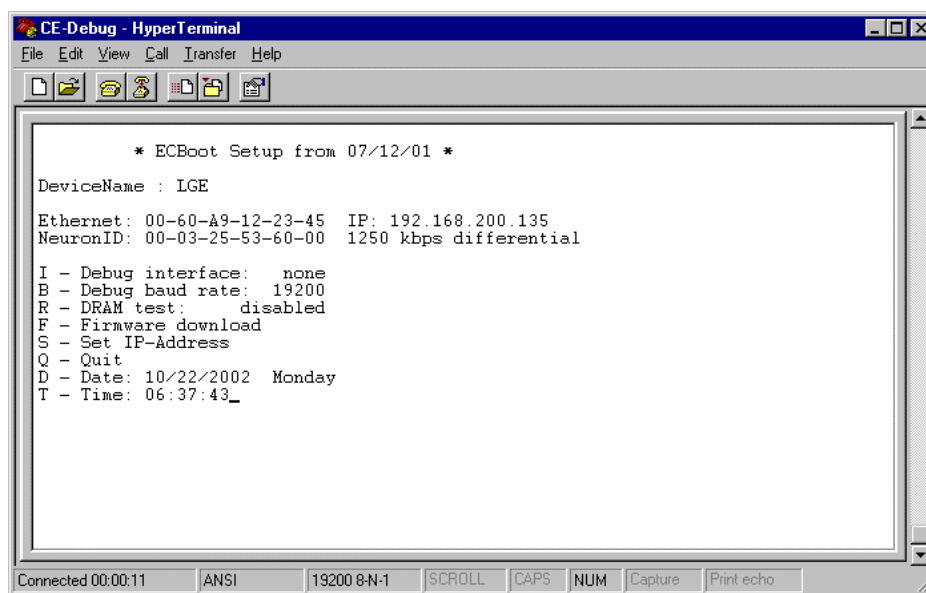 CE-Debug - HyperTerminal
File Edit View Call Transfer Help
* ECBoot Setup from 07/12/01 *
DeviceName : LGE
Ethernet: 00-60-A9-12-23-45 IP: 192.168.200.135
NeuronID: 00-03-25-53-60-00 1250 kbps differential
I - Debug interface: none
B - Debug baud rate: 19200
R - DRAM test: disabled
F - Firmware download
S - Set IP-Address
Q - Quit
D - Date: 10/22/2002 Monday
T - Time: 06:37:43_
Connected 00:00:11 ANSI 19200 8-N-1 SCROLL CAPS NUM Capture Print echo